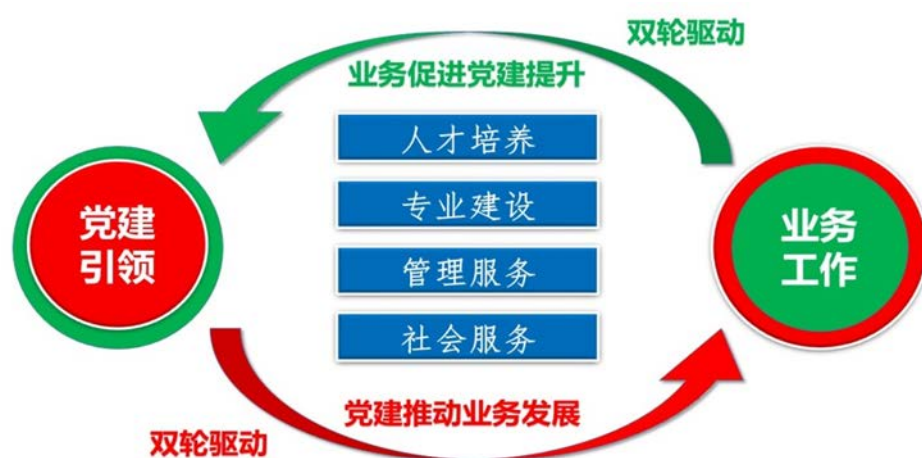 双轮驱动
业务促进党建提升
人才培养
专业建设
管理服务
社会服务
党建
引领
业务
工作
党建推动业务发展
双轮驱动